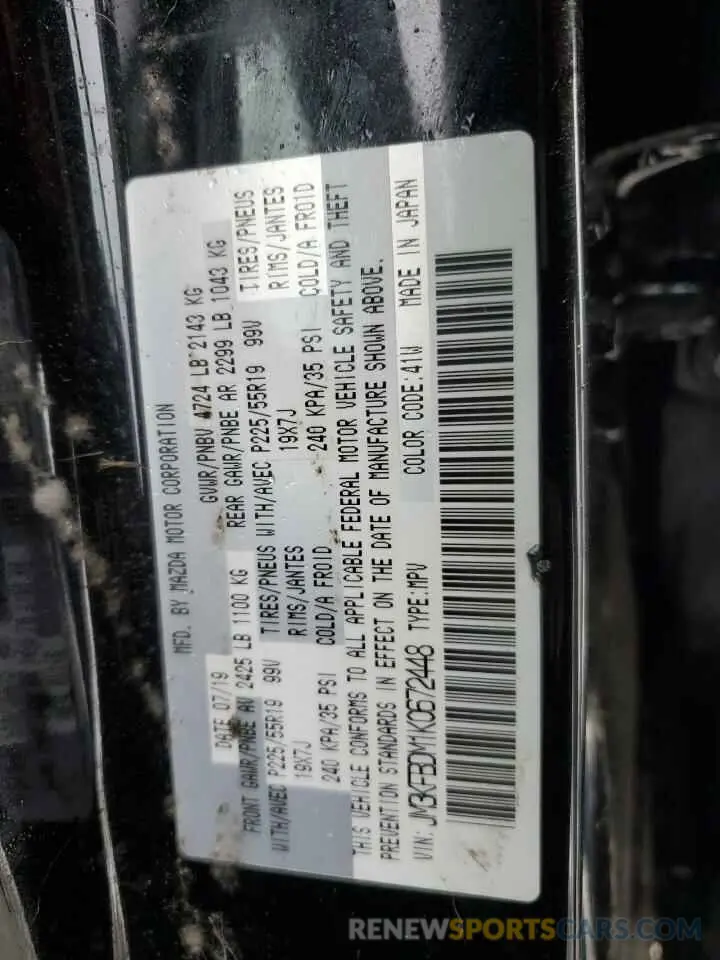 MFD. BY MAZDA MOTOR CORPORATION
DATE 07/19 GVWR/PNBV 4724 LB 2143 KG
FRONT GAWR/PNBE AV 2425 LB 1100 KG REAR GAWR/PNBE AR 2299 LB 1043 KG
WITH/AVEC P225/55R19 99V TIRES/PNEUS WITH/AVEC P225/55R19 99V TIRES/PNEUS
19X7J RIMS/JANTES 19X7J RIMS/JANTES
240 KPA/35 PSI COLD/A FROID 240 KPA/35 PSI COLD/A FROID
THIS VEHICLE CONFORMS TO ALL APPLICABLE FEDERAL MOTOR VEHICLE SAFETY AND THEFT
PREVENTION STANDARDS IN EFFECT ON THE DATE OF MANUFACTURE SHOWN ABOVE.
VIN: JM3KFBDM1K0672448 TYPE:MPV COLOR CODE:41W MADE IN JAPAN
RENEWSPORTSCARS.COM